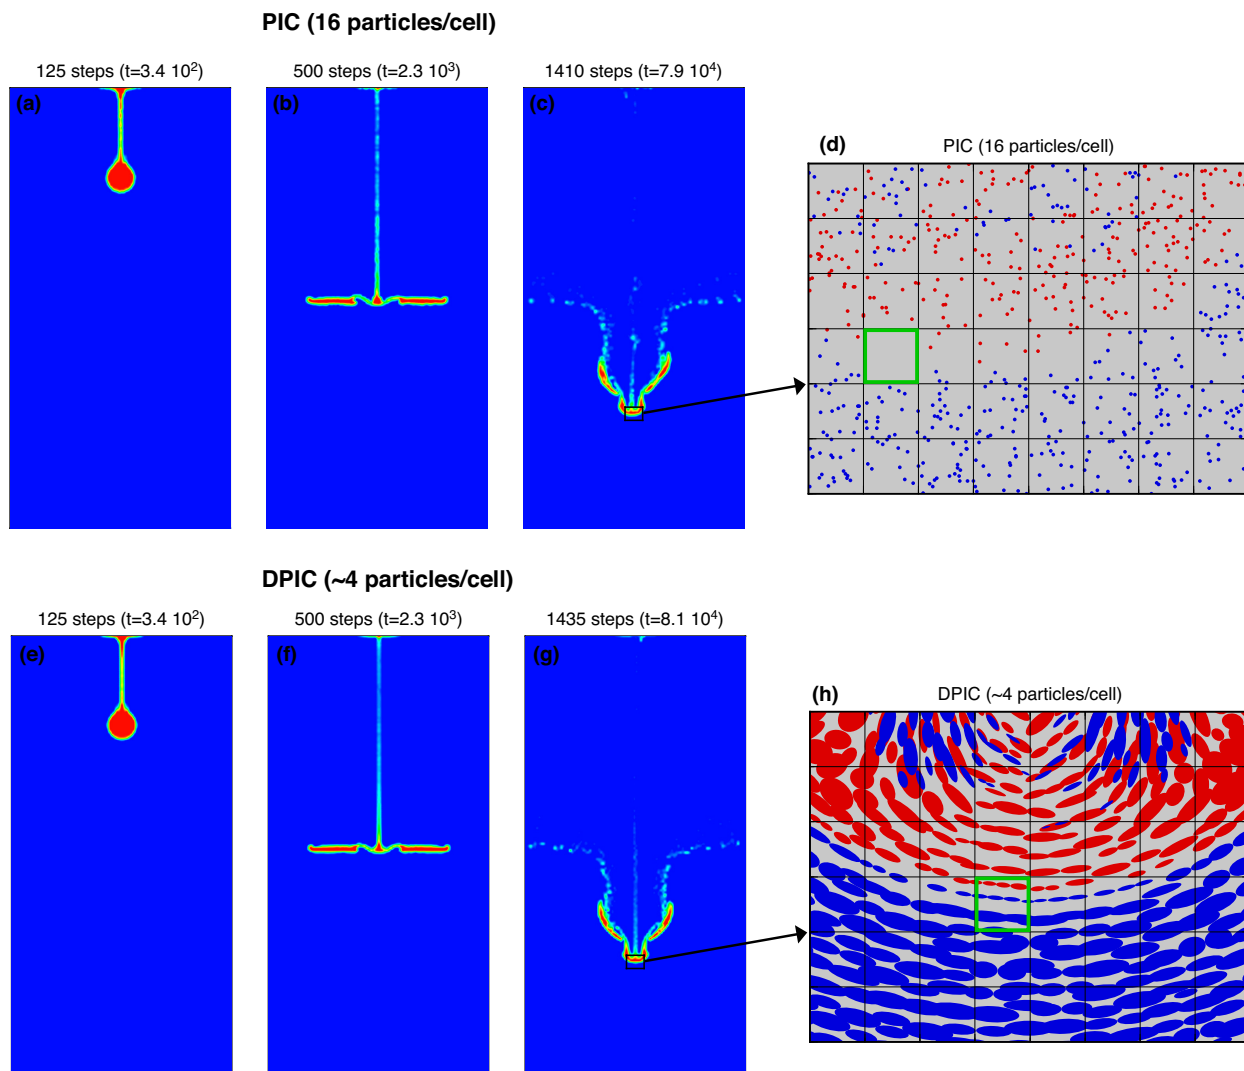 PIC (16 particles/cell)
125 steps (t=3.4 10²)
500 steps (t=2.3 10³)
1410 steps (t=7.9 10⁴)
(a)
(b)
(c)
(d)
PIC (16 particles/cell)
DPIC (~4 particles/cell)
125 steps (t=3.4 10²)
500 steps (t=2.3 10³)
1435 steps (t=8.1 10⁴)
(e)
(f)
(g)
(h)
DPIC (~4 particles/cell)